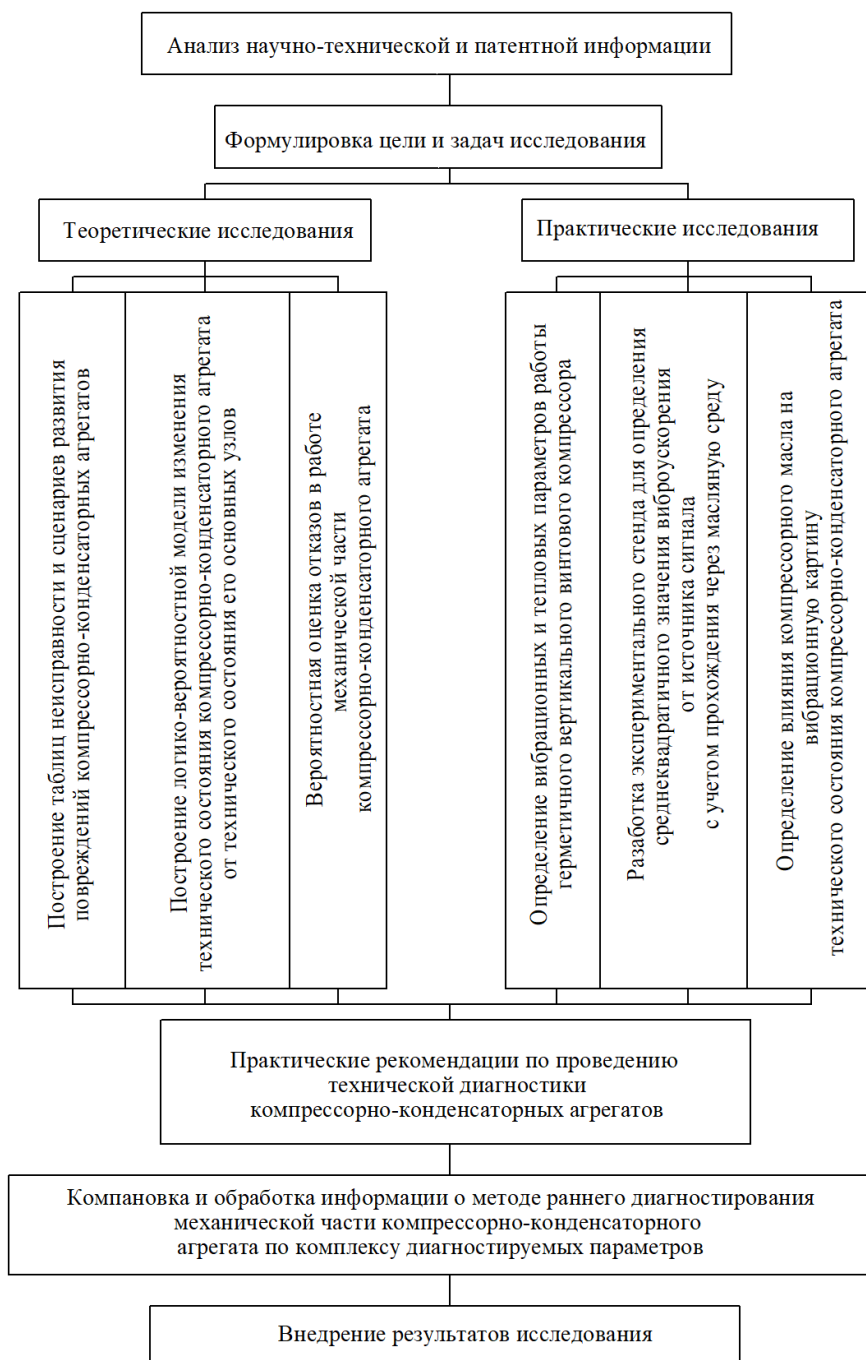 Анализ научно-технической и патентной информации
Формулировка цели и задач исследования
Теоретические исследования
Практические исследования
Построение таблиц неисправности и сценариев развития
повреждений компрессорно-конденсаторных агрегатов
Построение логико-вероятностной модели изменения
технического состояния компрессорно-конденсаторного агрегата
от технического состояния его основных узлов
Вероятностная оценка отказов в работе
механической части
компрессорно-конденсаторного агрегата
Определение вибрационных и тепловых параметров работы
герметичного вертикального винтового компрессора
Разаботка экспериментального стенда для определения
среднеквадратичного значения виброускорения
от источника сигнала
с учетом прохождения через масляную среду
Определение влияния компрессорного масла на
вибрационную картину
технического состояния компрессорно-конденсаторного агрегата
Практические рекомендации по проведению
технической диагностики
компрессорно-конденсаторных агрегатов
Компановка и обработка информации о методе раннего диагностирования
механической части компрессорно-конденсаторного
агрегата по комплексу диагностируемых параметров
Внедрение результатов исследования